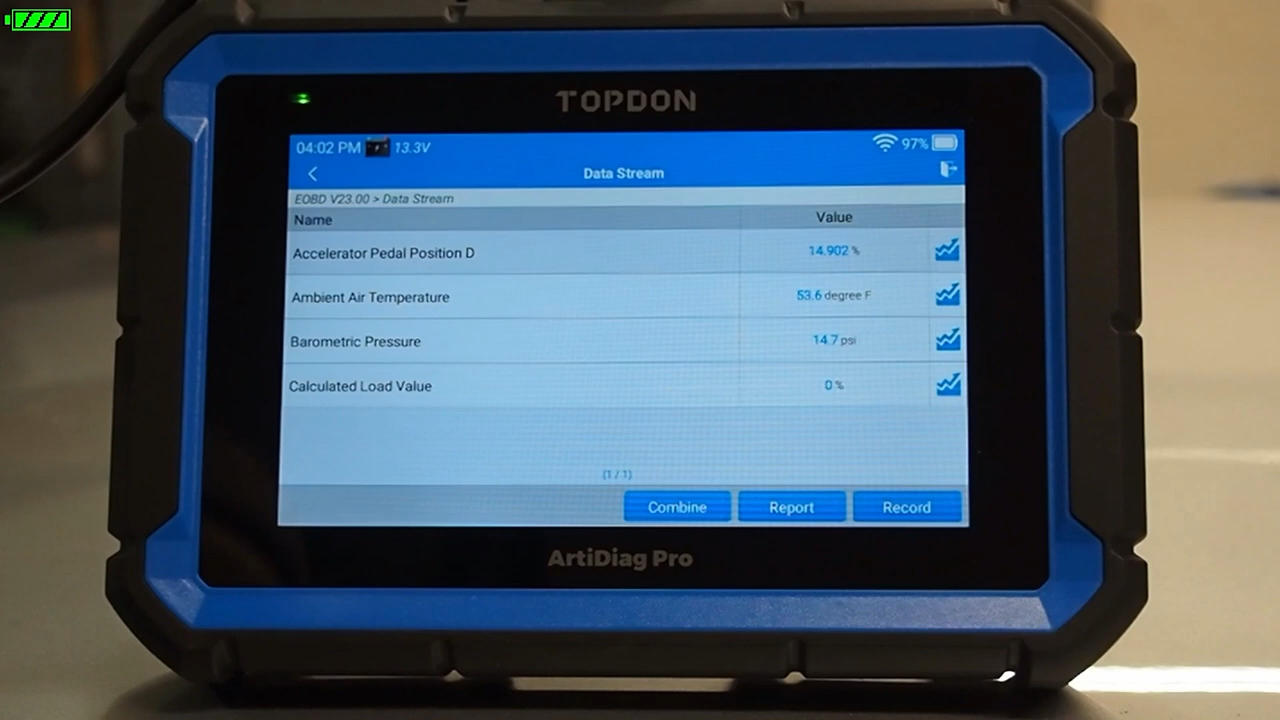 TOPDON
04:02 PM 13.3V 97%
Data Stream
EOBD V23.00 > Data Stream
Name Value
Accelerator Pedal Position D 14.902 %
Ambient Air Temperature 53.6 degree F
Barometric Pressure 14.7 psi
Calculated Load Value 0 %
(1 / 1)
Combine Report Record
ArtiDiag Pro